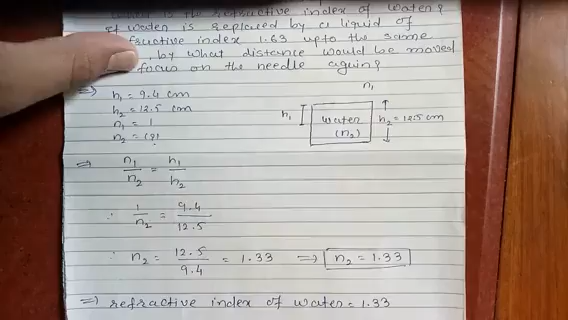 is the refractive index of water?
If water is replaced by a liquid of
index 1.63 upto the same
, by what distance would be moved
focus on the needle again?
⇒ h₁ = 9.4 cm
h₂ = 12.5 cm
n₁ = 1
n₂ = (?)
n₁
h₁
water
(n₂)
h₂ = 12.5 cm
⇒ n₁/n₂ = h₁/h₂
∴ 1/n₂ = 9.4/12.5
∴ n₂ = 12.5/9.4 = 1.33 ⇒ n₂ = 1.33
⇒ refractive index of water = 1.33